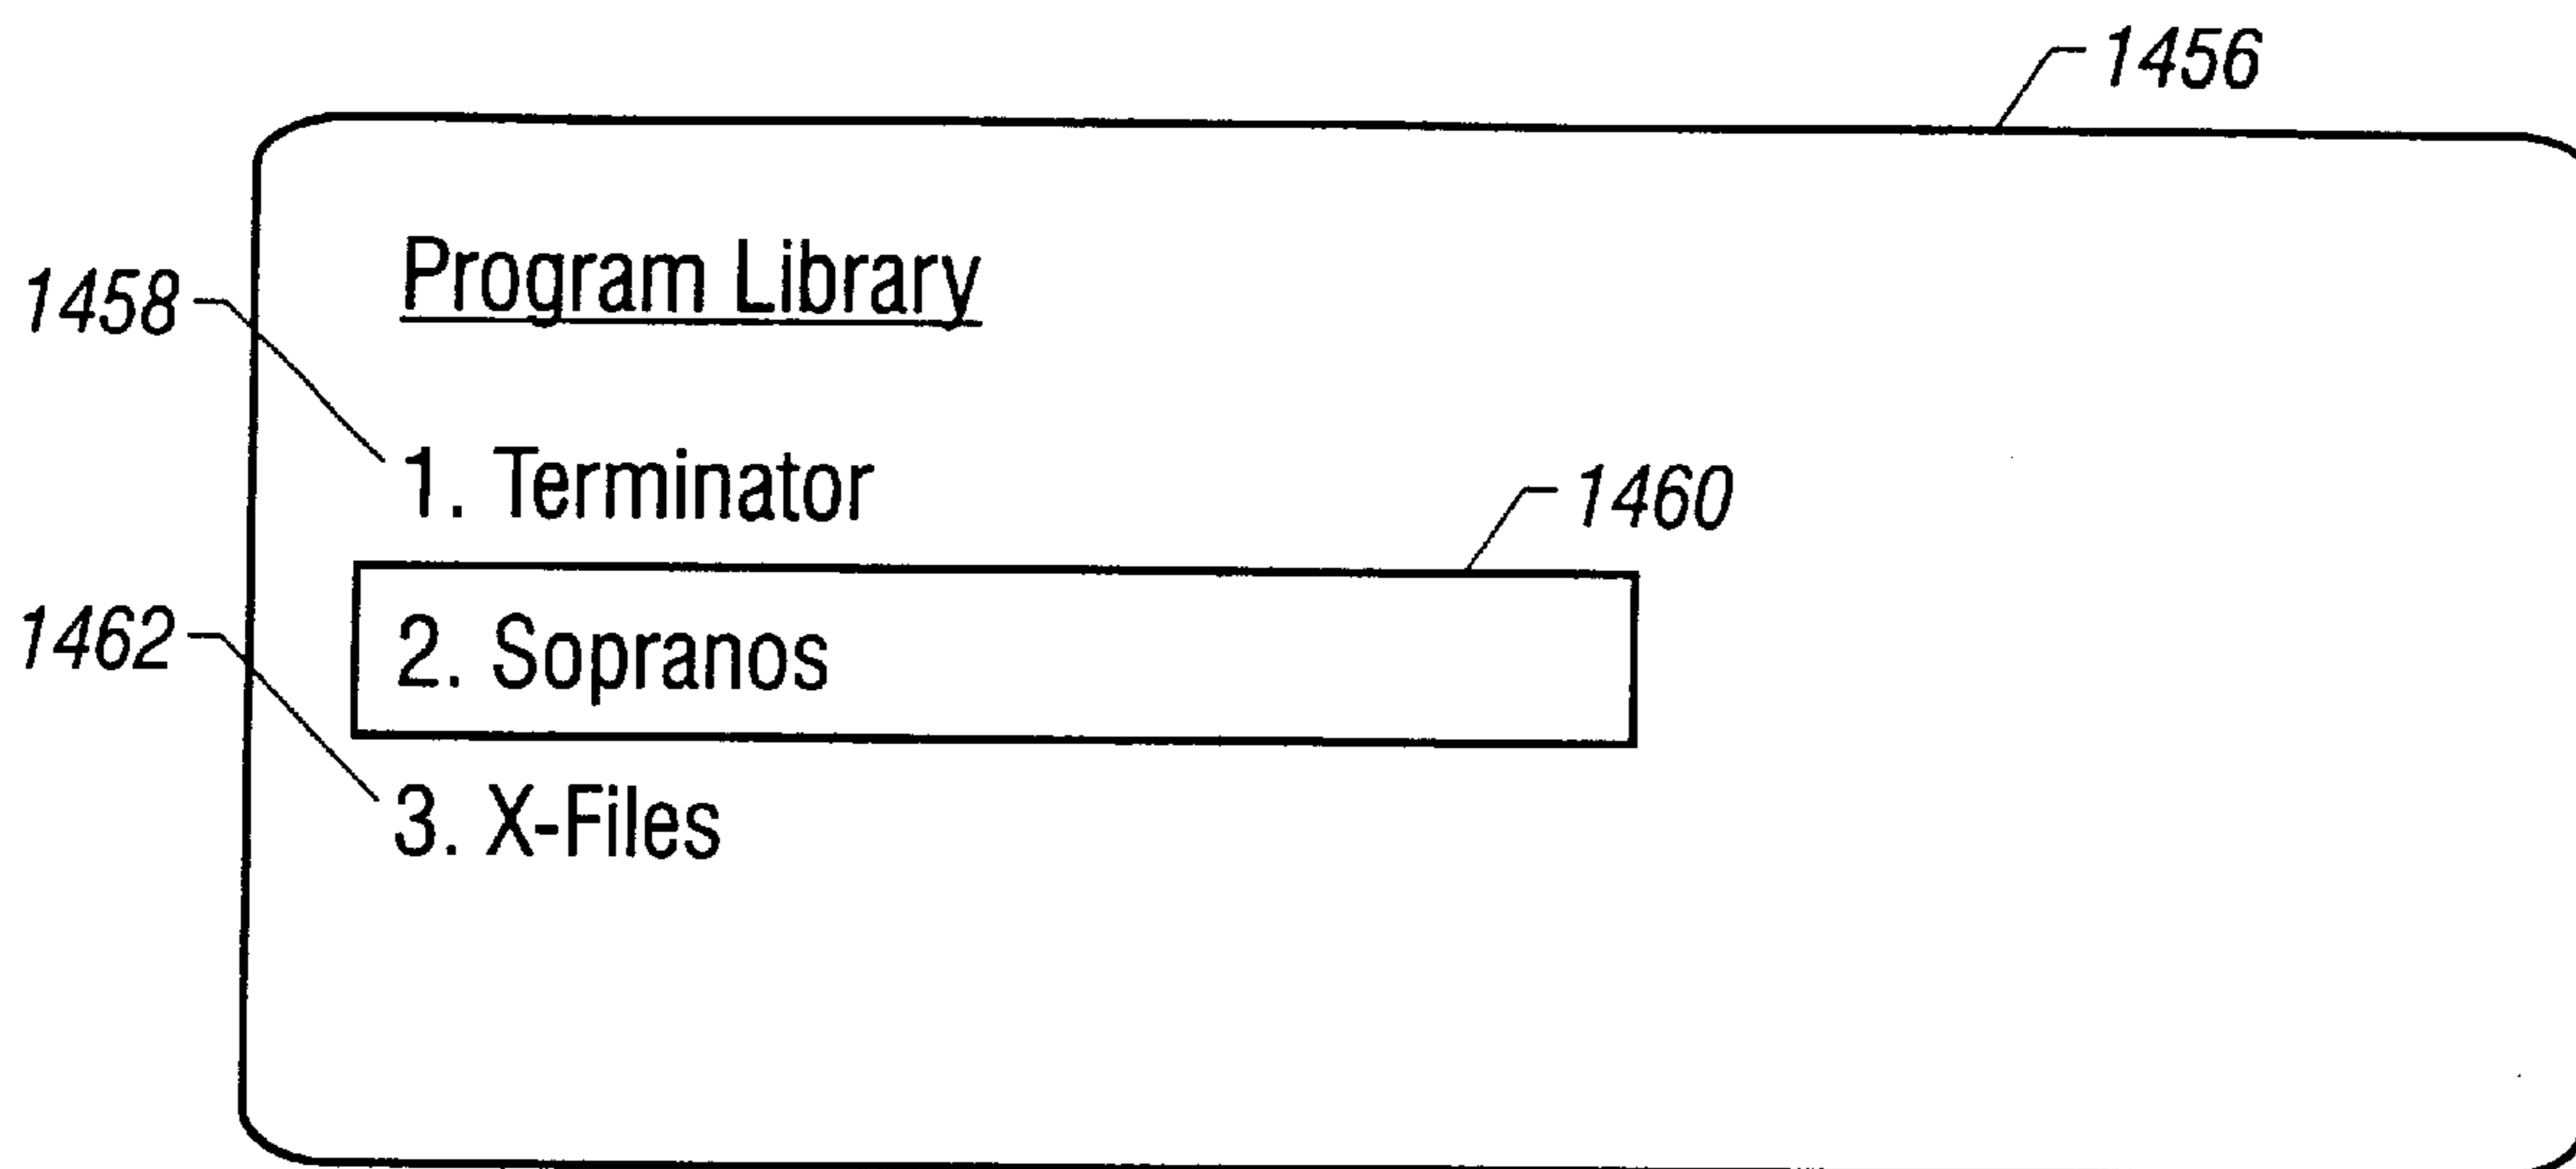 1456
Program Library
1458
1. Terminator
1460
2. Sopranos
1462
3. X-Files